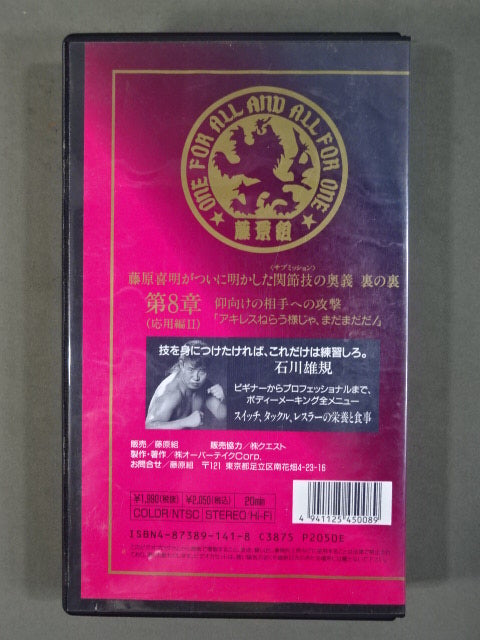 ★ ONE FOR ALL AND ALL FOR ONE ★
藤原組
藤原喜明がついに明かした関節技の奥義 裏の裏
〈サブミッション〉
第8章 仰向けの相手への攻撃
(応用編II) 「アキレスねらう様じゃ、まだまだだ!」
技を身につけたければ、これだけは練習しろ。
石川雄規
ビギナーからプロフェッショナルまで、
ボディーメーキング全メニュー
スイッチ、タックル、レスラーの栄養と食事
販売/藤原組 販売協力/㈱クエスト
製作・著作/㈱オーバーテイクCorp.
お問合せ/藤原組 〒121 東京都足立区南花畑4-23-16
¥1,990(税抜) ¥2,050(税込) 20min
COLOR/NTSC STEREO Hi-Fi
4 941125 450089
ISBN4-87389-141-8 C3875 P2050E